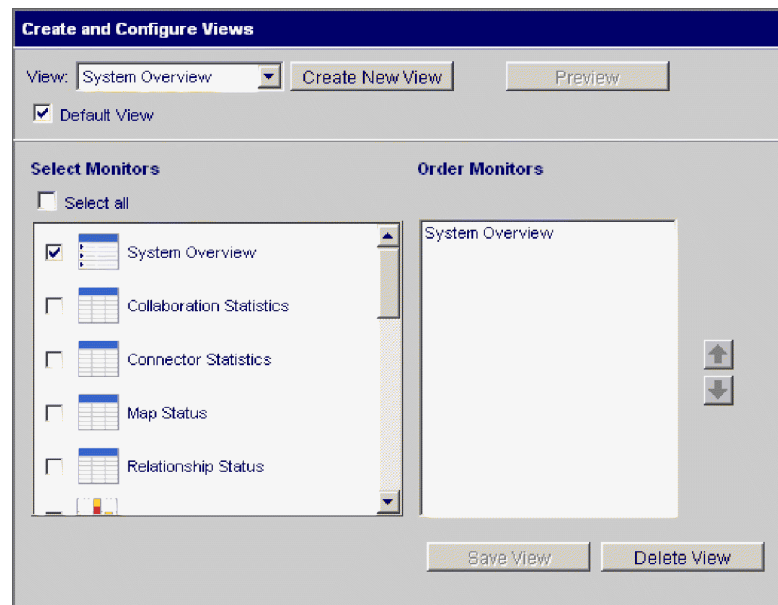 Create and Configure Views
View: System Overview Create New View Preview
Default View
Select Monitors Order Monitors
Select all
System Overview System Overview
Collaboration Statistics
Connector Statistics
Map Status
Relationship Status
Save View Delete View